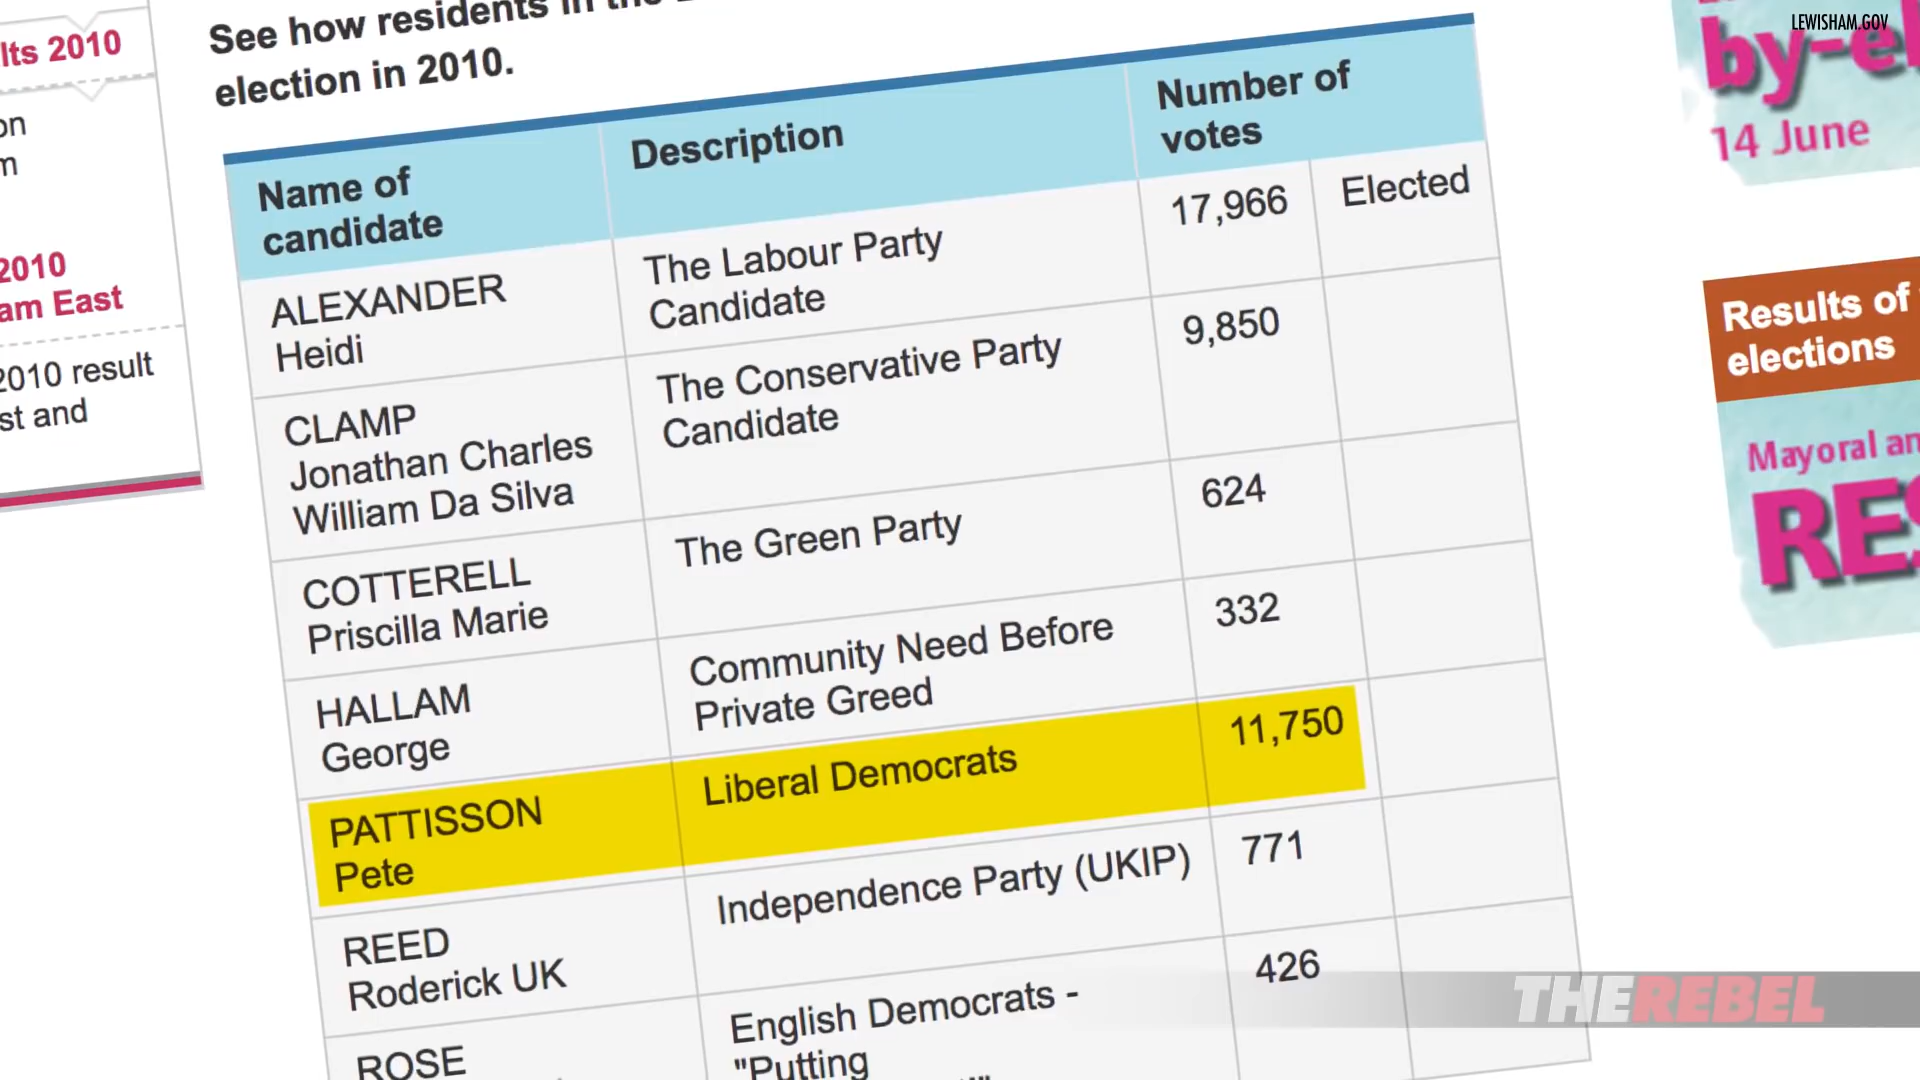 LEWISHAM.GOV
lts 2010
on
m
2010
am East
2010 result
st and
See how residents in the
election in 2010.
Name of
candidate
Description
Number of
votes
ALEXANDER
Heidi
The Labour Party
Candidate
17,966
Elected
CLAMP
Jonathan Charles
William Da Silva
The Conservative Party
Candidate
9,850
COTTERELL
Priscilla Marie
The Green Party
624
HALLAM
George
Community Need Before
Private Greed
332
PATTISSON
Pete
Liberal Democrats
11,750
REED
Roderick UK
Independence Party (UKIP)
771
ROSE
English Democrats -
"Putting
426
by-el
14 June
Results of
elections
Mayoral an
RES
THEREBEL